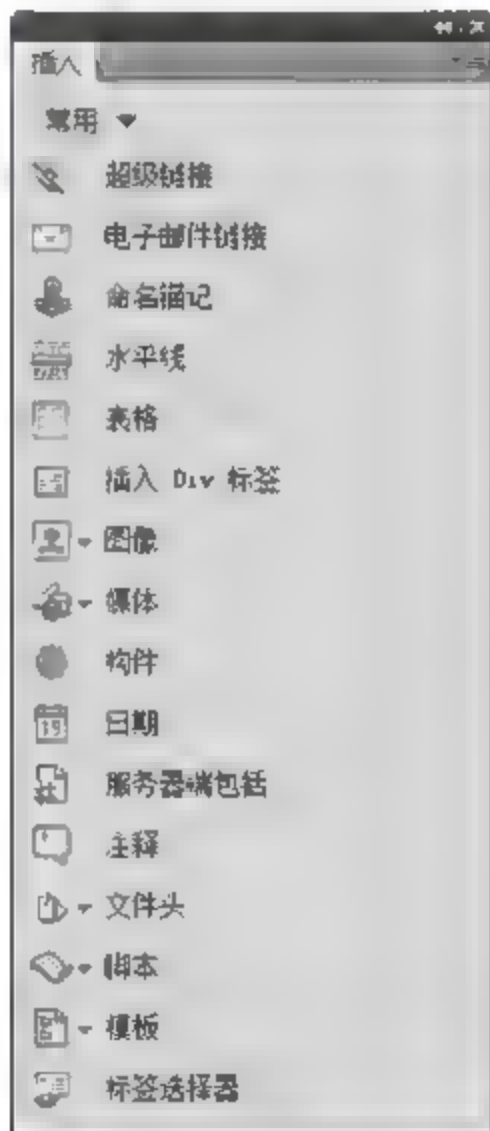 插入
常用
超级链接
电子邮件链接
命名锚记
水平线
表格
插入 Div 标签
图像
媒体
构件
日期
19
服务器端包括
注释
文件头
脚本
模板
标签选择器